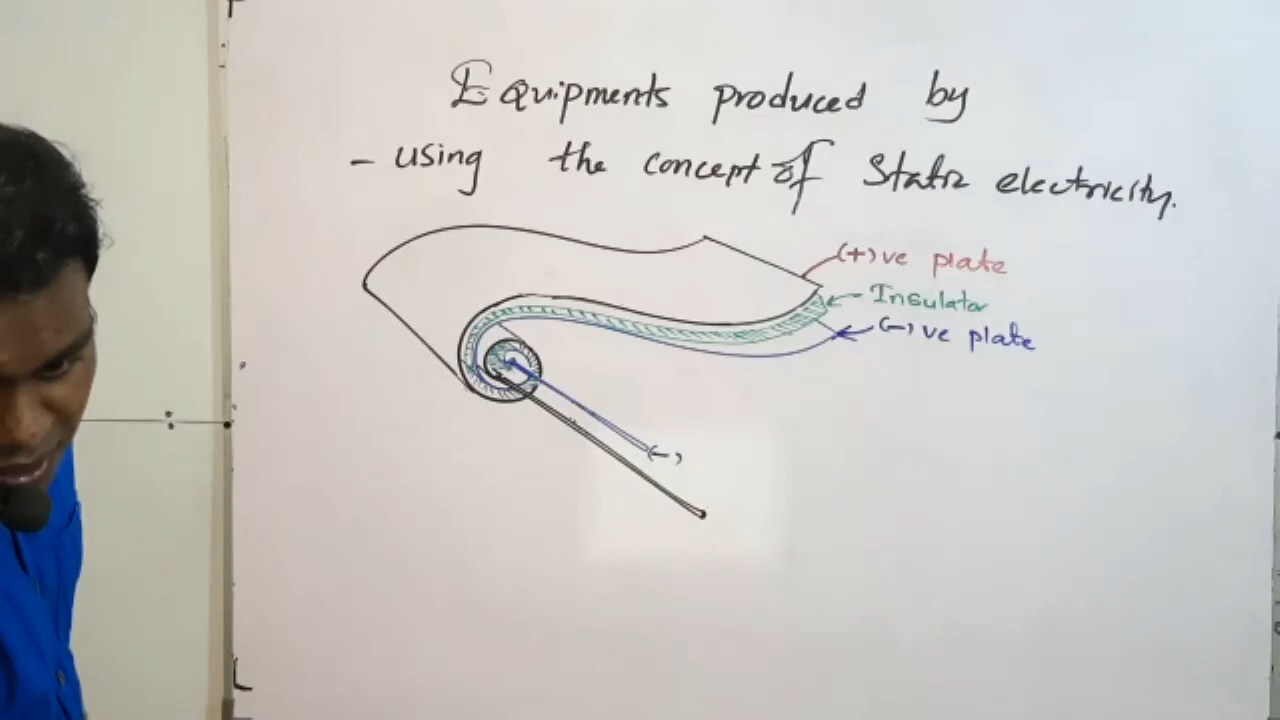 Equipments produced by
- using the concept of Static electricity.
(+)ve plate
Insulator
(-)ve plate
(-)